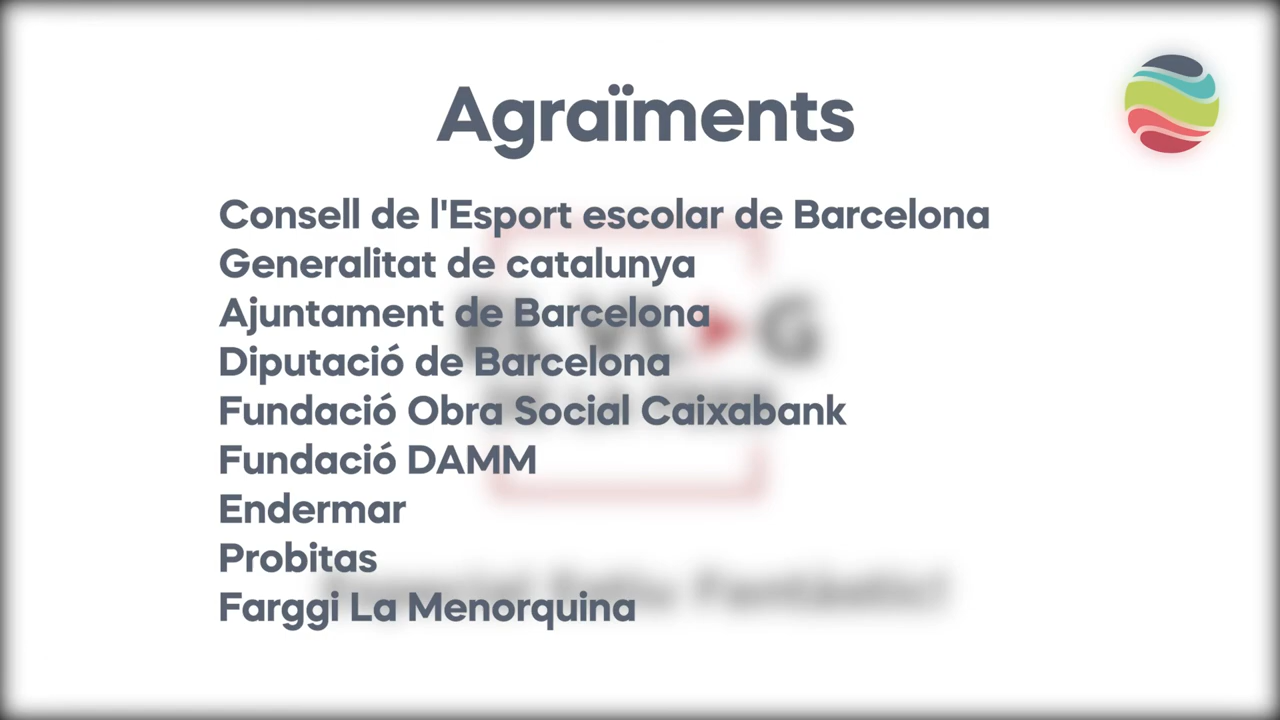 Agraïments
Consell de l'Esport escolar de Barcelona
Generalitat de catalunya
Ajuntament de Barcelona
Diputació de Barcelona
Fundació Obra Social Caixabank
Fundació DAMM
Endermar
Probitas
Farggi La Menorquina